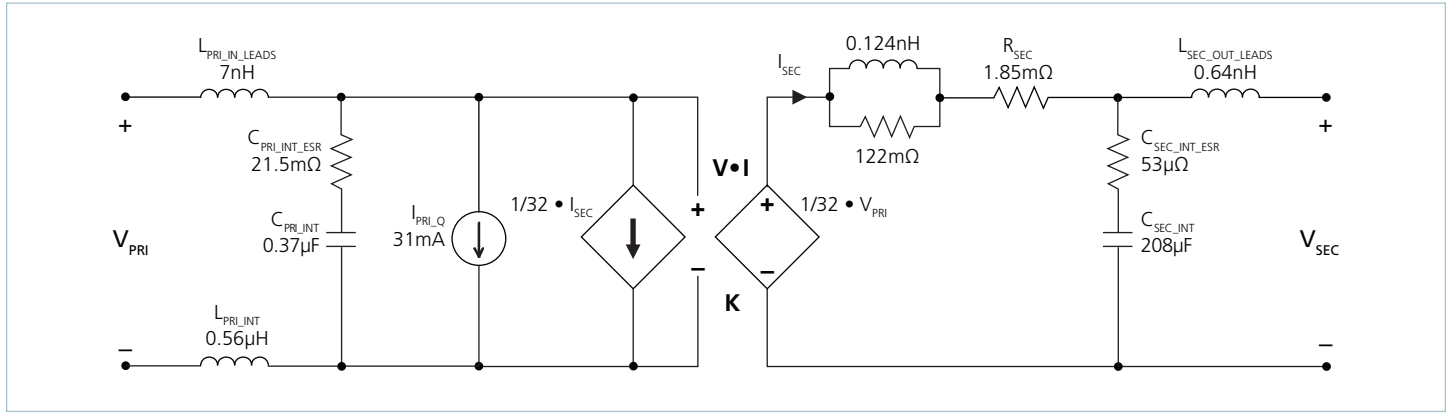 L_PRI_IN_LEADS
7nH
+
C_PRI_INT_ESR
21.5mΩ
C_PRI_INT
0.37µF
V_PRI
I_PRI_Q
31mA
1/32 • I_SEC
L_PRI_INT
0.56µH
–
+
–
V•I
K
+
–
1/32 • V_PRI
I_SEC
0.124nH
122mΩ
R_SEC
1.85mΩ
L_SEC_OUT_LEADS
0.64nH
+
C_SEC_INT_ESR
53µΩ
C_SEC_INT
208µF
V_SEC
–